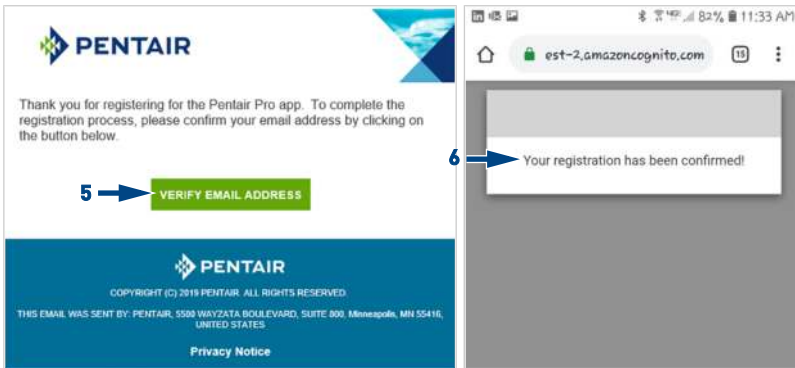 PENTAIR
Thank you for registering for the Pentair Pro app. To complete the
registration process, please confirm your email address by clicking on
the button below.
5
VERIFY EMAIL ADDRESS
PENTAIR
COPYRIGHT (C) 2019 PENTAIR. ALL RIGHTS RESERVED.
THIS EMAIL WAS SENT BY: PENTAIR, 5500 WAYZATA BOULEVARD, SUITE 800, Minneapolis, MN 55416,
UNITED STATES
Privacy Notice
82% 11:33 AM
est-2.amazoncognito.com 15
6
Your registration has been confirmed!